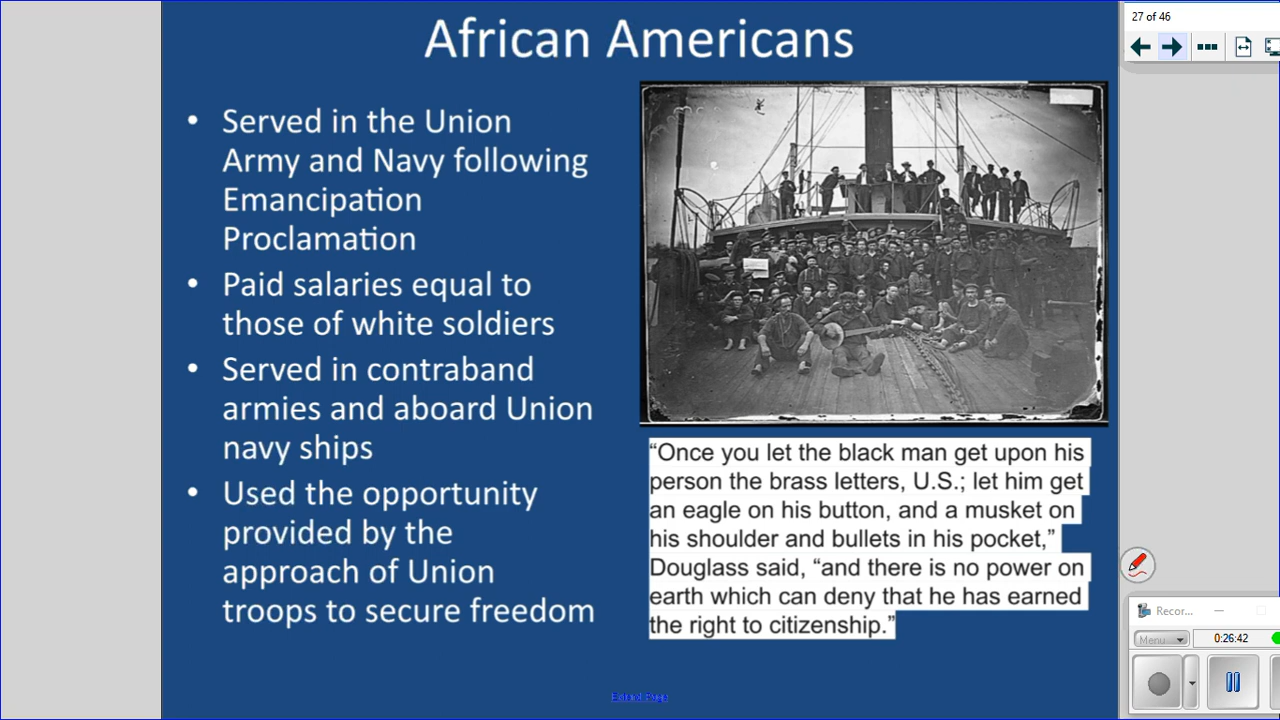 African Americans
• Served in the Union
Army and Navy following
Emancipation
Proclamation
• Paid salaries equal to
those of white soldiers
• Served in contraband
armies and aboard Union
navy ships
• Used the opportunity
provided by the
approach of Union
troops to secure freedom
“Once you let the black man get upon his
person the brass letters, U.S.; let him get
an eagle on his button, and a musket on
his shoulder and bullets in his pocket,”
Douglass said, “and there is no power on
earth which can deny that he has earned
the right to citizenship.”
Extend Page
27 of 46
Recor...
Menu
0:26:42